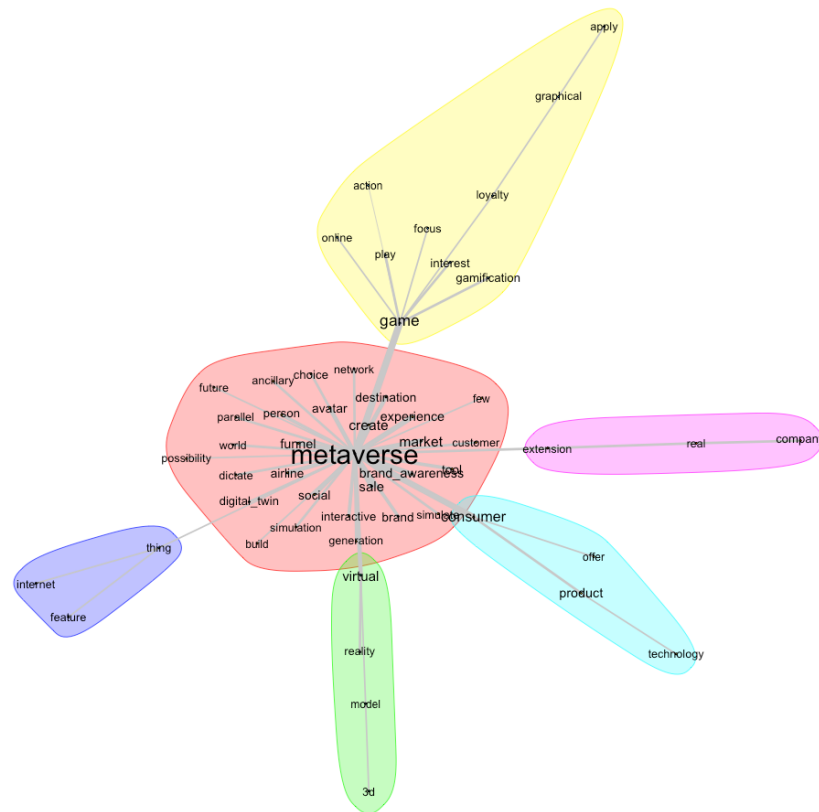 apply
graphical
action
loyalty
focus
online
play
interest
gamification
game
network
choice
ancillary
future
destination
few
avatar
person
parallel
experience
create
world
funnel
market
customer
extension
real
compan
metaverse
possibility
dictate
airline
brand_awareness
tool
sale
digital_twin
social
interactive
brand
simulate
consumer
simulation
build
generation
thing
offer
virtual
internet
product
feature
reality
technology
model
3d